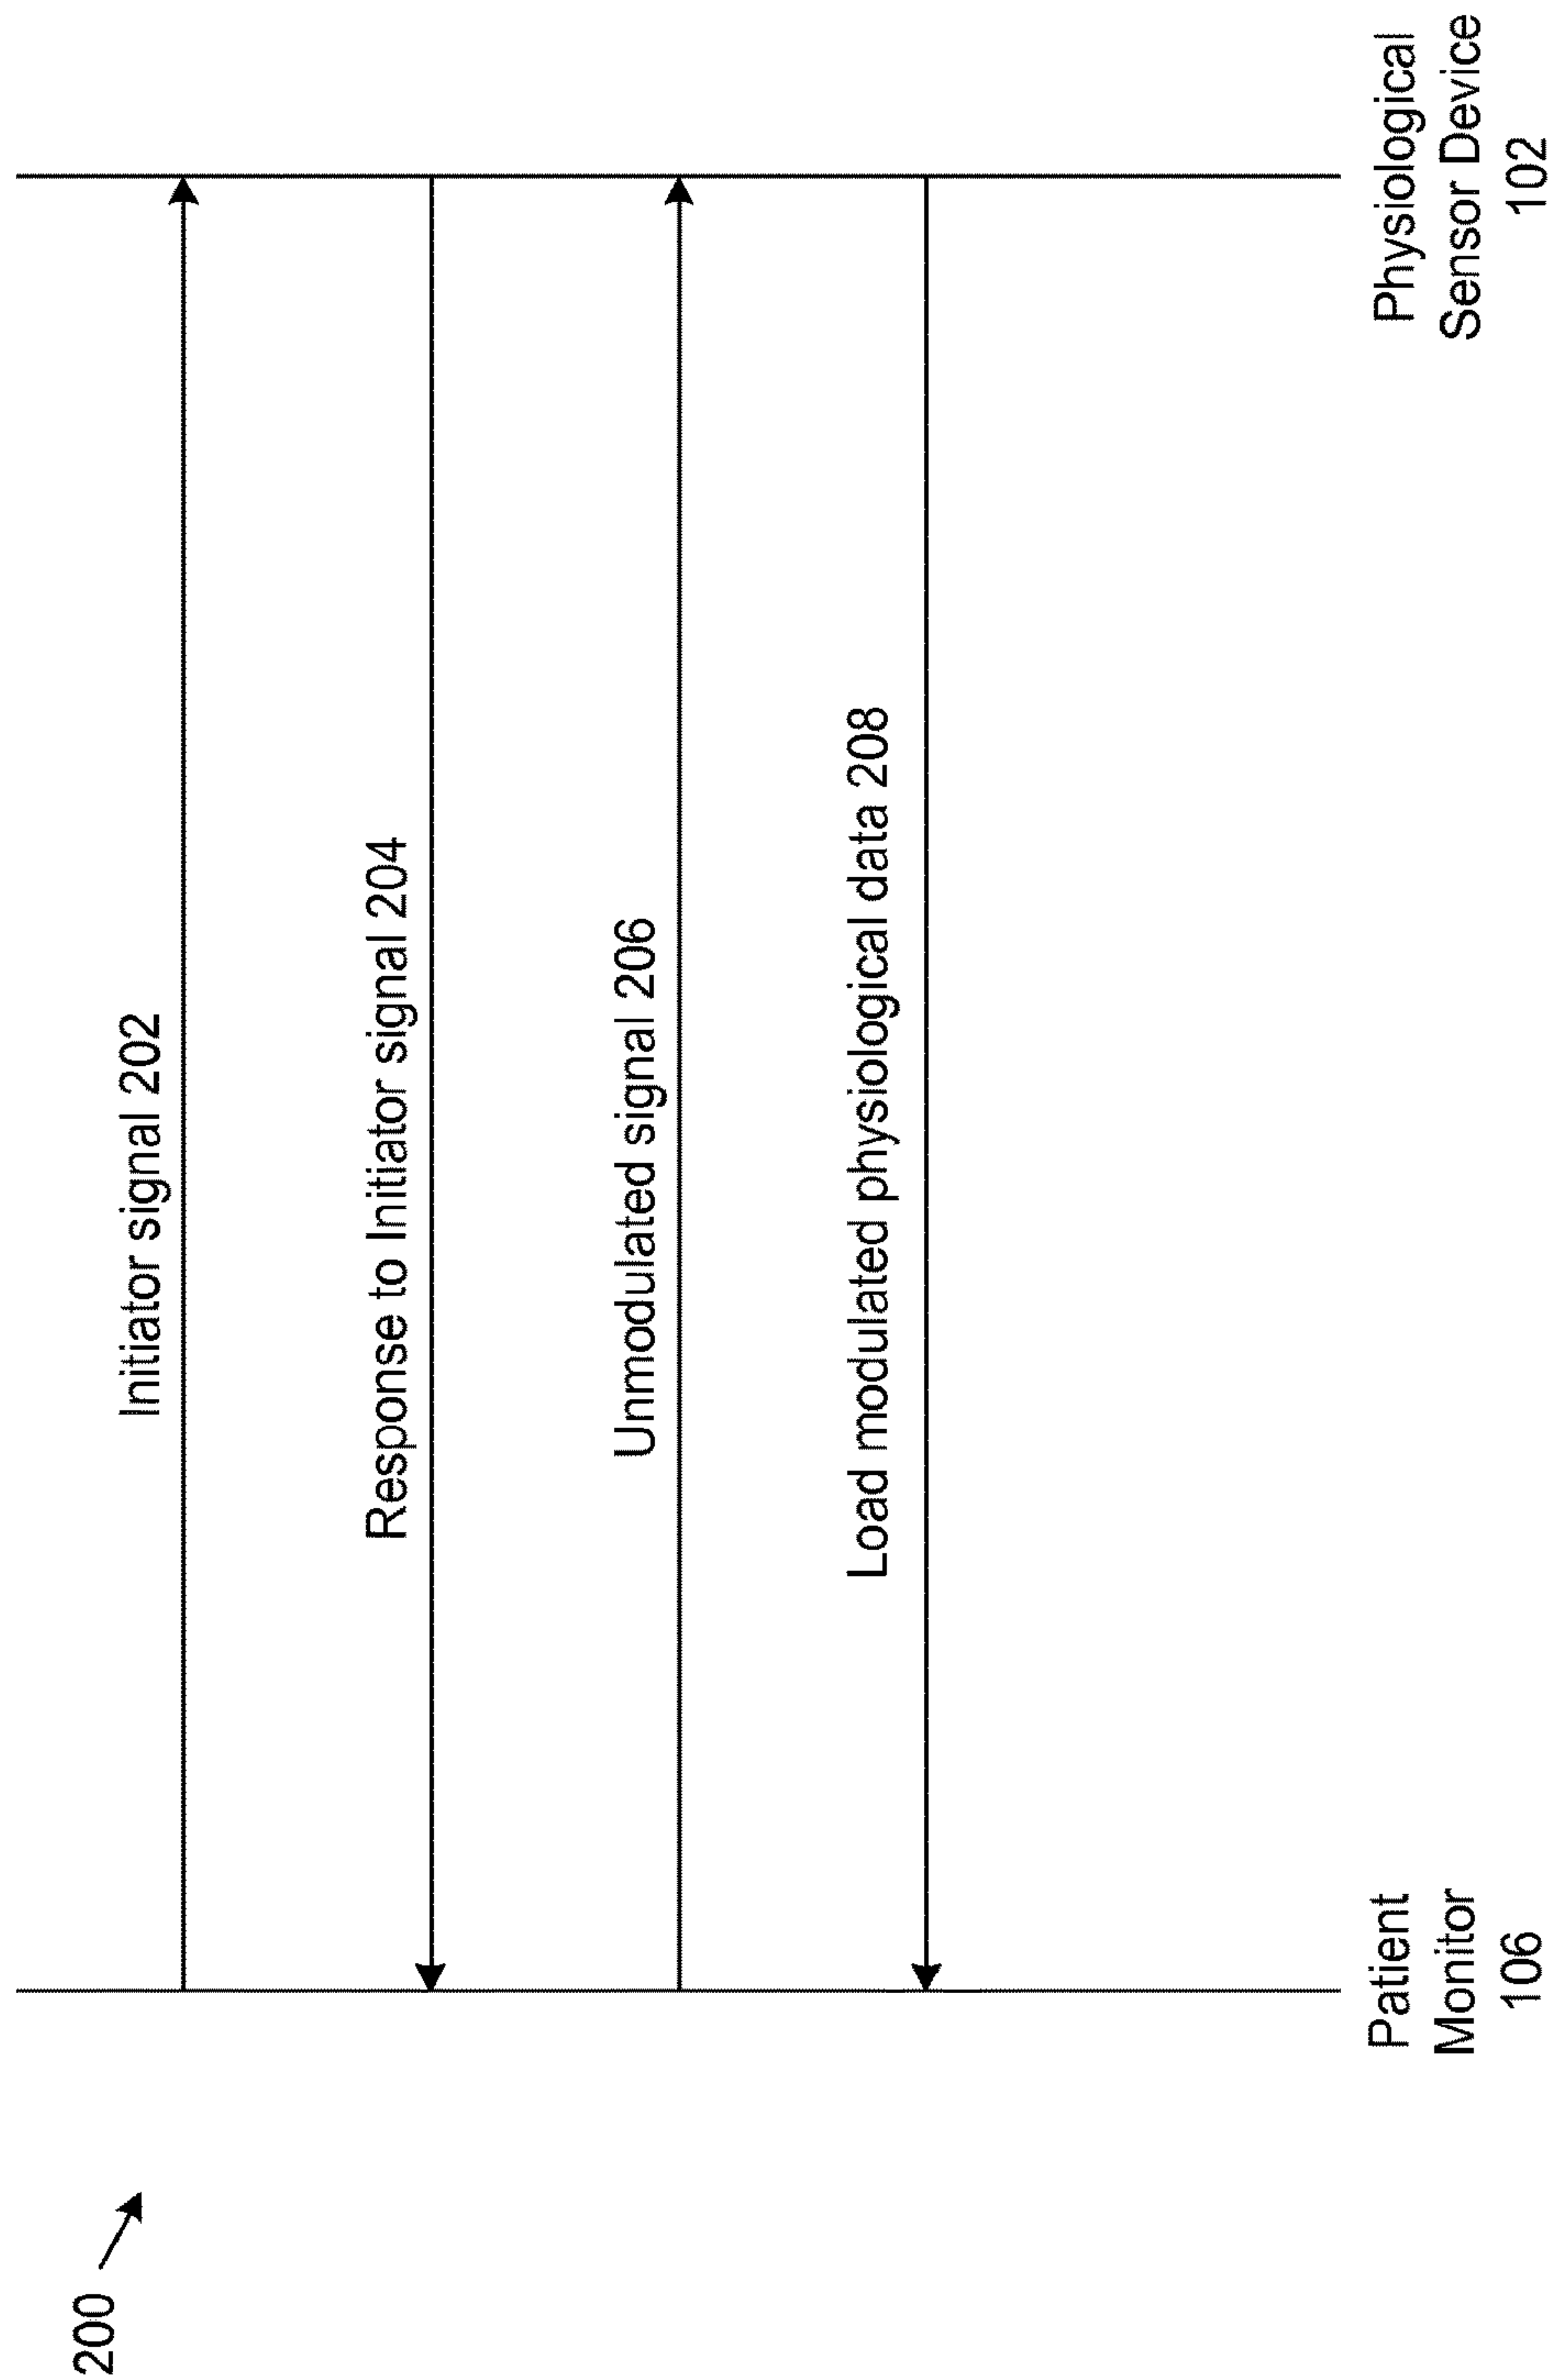 200
Initiator signal 202
Response to Initiator signal 204
Unmodulated signal 206
Load modulated physiological data 208
Patient
Monitor
106
Physiological
Sensor Device
102